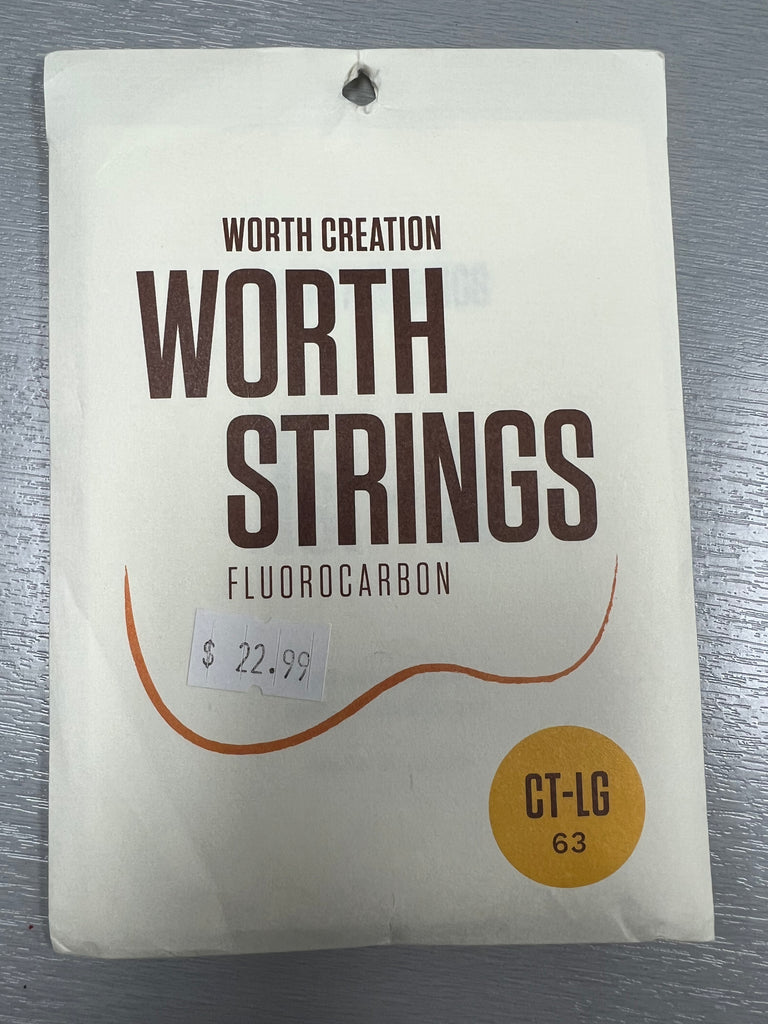 WORTH CREATION
WORTH
STRINGS
FLUOROCARBON
$ 22.99
CT-LG
63